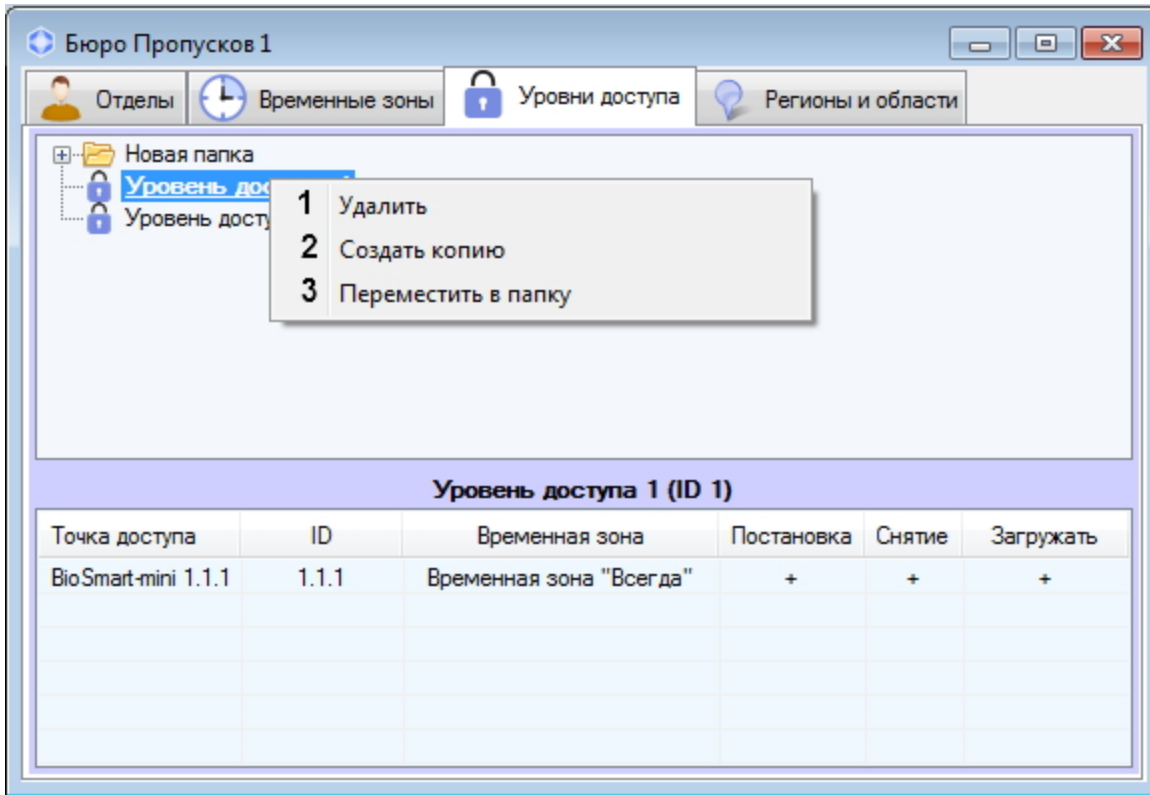 Бюро Пропусков 1
Отделы Временные зоны Уровни доступа Регионы и области
Новая папка
Уровень
Уровень
1 Удалить
2 Создать копию
3 Переместить в папку
Уровень доступа 1 (ID 1)
Точка доступа ID Временная зона Постановка Снятие Загружать
BioSmart-mini 1.1.1 1.1.1 Временная зона "Всегда" + + +